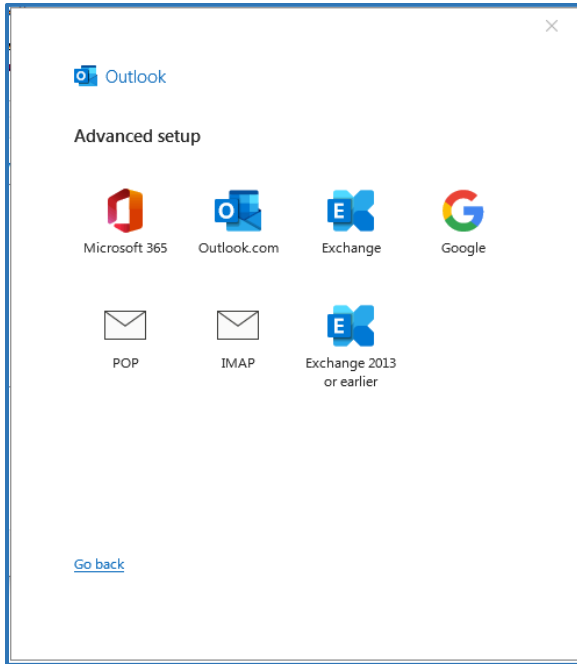 Outlook
Advanced setup
Microsoft 365
Outlook.com
Exchange
Google
POP
IMAP
Exchange 2013
or earlier
Go back